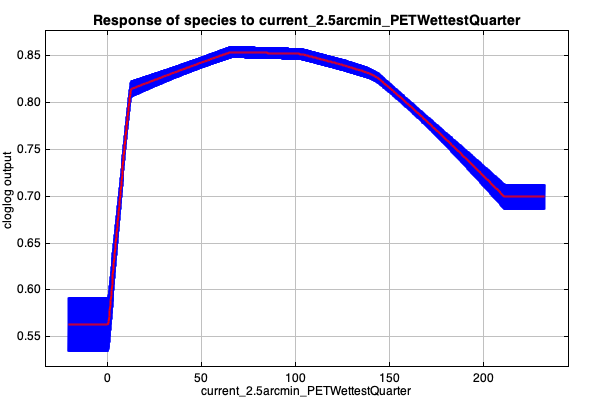 Response of species to current_2.5arcmin_PETWettestQuarter
cloglog output
0.85
0.80
0.75
0.70
0.65
0.60
0.55
0 50 100 150 200
current_2.5arcmin_PETWettestQuarter